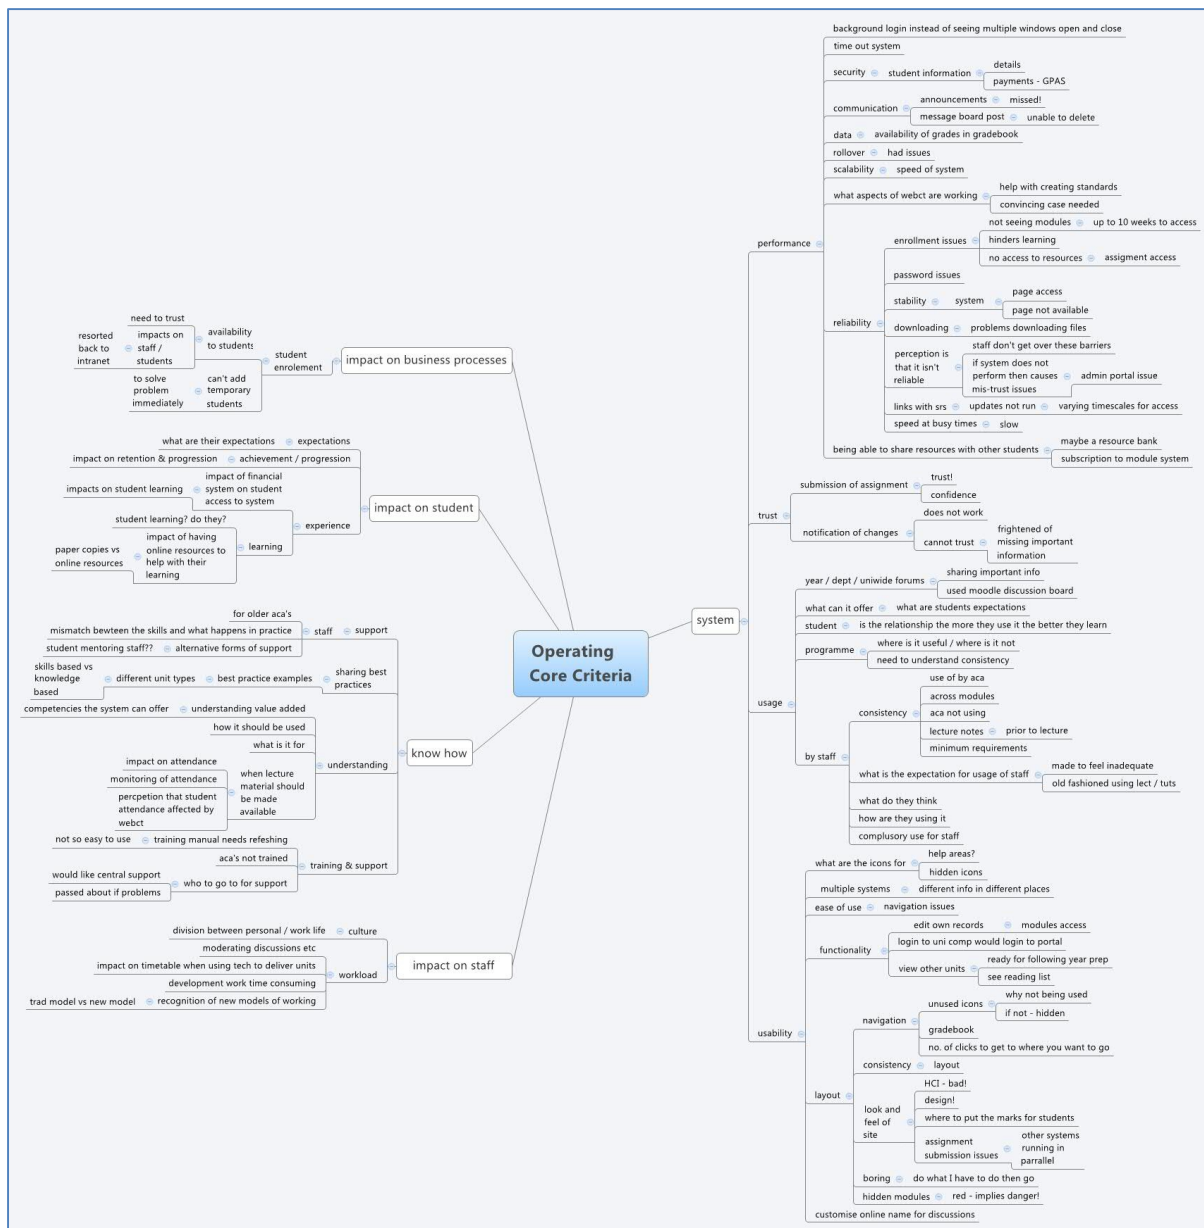 Operating
Core Criteria
impact on business processes
student
enrolement
availability
to students
need to trust
impacts on
staff /
students
resorted
back to
intranet
can't add
temporary
students
to solve
problem
immediately
impact on student
expectations
what are their expectations
achievement / progression
impact on retention & progression
experience
impact of financial
system on student
access to system
impacts on student learning
learning
student learning? do they?
impact of having
online resources to
help with their
learning
paper copies vs
online resources
know how
support
staff
for older aca's
mismatch bewteen the skills and what happens in practice
alternative forms of support
student mentoring staff??
sharing best
practices
best practice examples
different unit types
skills based vs
knowledge
based
understanding
understanding value added
competencies the system can offer
how it should be used
what is it for
when lecture
material should
be made
available
impact on attendance
monitoring of attendance
percpetion that student
attendance affected by
webct
training & support
training manual needs refeshing
not so easy to use
aca's not trained
who to go to for support
would like central support
passed about if problems
impact on staff
culture
division between personal / work life
workload
moderating discussions etc
impact on timetable when using tech to deliver units
development work time consuming
recognition of new models of working
trad model vs new model
system
performance
background login instead of seeing multiple windows open and close
time out system
security
student information
details
payments - GPAS
communication
announcements
missed!
message board post
unable to delete
data
availability of grades in gradebook
rollover
had issues
scalability
speed of system
what aspects of webct are working
help with creating standards
convincing case needed
reliability
enrollment issues
not seeing modules
up to 10 weeks to access
hinders learning
no access to resources
assigment access
password issues
stability
system
page access
page not available
downloading
problems downloading files
perception is
that it isn't
reliable
staff don't get over these barriers
if system does not
perform then causes
mis-trust issues
admin portal issue
links with srs
updates not run
varying timescales for access
speed at busy times
slow
being able to share resources with other students
maybe a resource bank
subscription to module system
trust
submission of assignment
trust!
confidence
notification of changes
does not work
cannot trust
frightened of
missing important
information
usage
year / dept / uniwide forums
sharing important info
used moodle discussion board
what can it offer
what are students expectations
student
is the relationship the more they use it the better they learn
programme
where is it useful / where is it not
need to understand consistency
by staff
consistency
use of by aca
across modules
aca not using
lecture notes
prior to lecture
minimum requirements
what is the expectation for usage of staff
made to feel inadequate
old fashioned using lect / tuts
what do they think
how are they using it
complusory use for staff
usability
what are the icons for
help areas?
hidden icons
multiple systems
different info in different places
ease of use
navigation issues
functionality
edit own records
modules access
login to uni comp would login to portal
view other units
ready for following year prep
see reading list
layout
navigation
unused icons
why not being used
if not - hidden
gradebook
no. of clicks to get to where you want to go
consistency
layout
look and
feel of
site
HCI - bad!
design!
where to put the marks for students
assignment
submission issues
other systems
running in
parrallel
boring
do what I have to do then go
hidden modules
red - implies danger!
customise online name for discussions